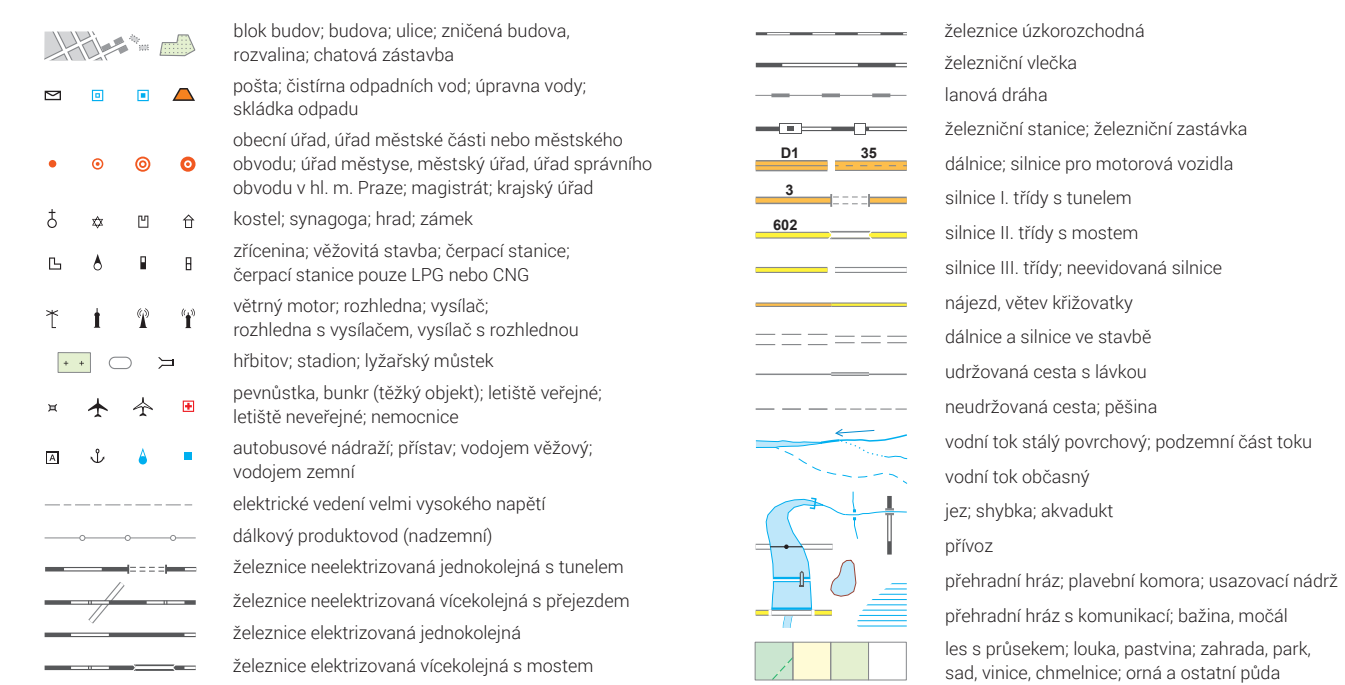 blok budov; budova; ulice; zničená budova,
rozvalina; chatová zástavba
pošta; čistírna odpadních vod; úpravna vody;
skládka odpadu
obecní úřad, úřad městské části nebo městského
obvodu; úřad městyse, městský úřad, úřad správního
obvodu v hl. m. Praze; magistrát; krajský úřad
kostel; synagoga; hrad; zámek
zřícenina; věžovitá stavba; čerpací stanice;
čerpací stanice pouze LPG nebo CNG
větrný motor; rozhledna; vysílač;
rozhledna s vysílačem, vysílač s rozhlednou
hřbitov; stadion; lyžařský můstek
pevnůstka, bunkr (těžký objekt); letiště veřejné;
letiště neveřejné; nemocnice
A
autobusové nádraží; přístav; vodojem věžový;
vodojem zemní
elektrické vedení velmi vysokého napětí
dálkový produktovod (nadzemní)
železnice neelektrizovaná jednokolejná s tunelem
železnice neelektrizovaná vícekolejná s přejezdem
železnice elektrizovaná jednokolejná
železnice elektrizovaná vícekolejná s mostem
železnice úzkorozchodná
železniční vlečka
lanová dráha
železniční stanice; železniční zastávka
D1 35
dálnice; silnice pro motorová vozidla
3
silnice I. třídy s tunelem
602
silnice II. třídy s mostem
silnice III. třídy; neevidovaná silnice
nájezd, větev křižovatky
dálnice a silnice ve stavbě
udržovaná cesta s lávkou
neudržovaná cesta; pěšina
vodní tok stálý povrchový; podzemní část toku
vodní tok občasný
jez; shybka; akvadukt
přívoz
přehradní hráz; plavební komora; usazovací nádrž
přehradní hráz s komunikací; bažina, močál
les s průsekem; louka, pastvina; zahrada, park,
sad, vinice, chmelnice; orná a ostatní půda